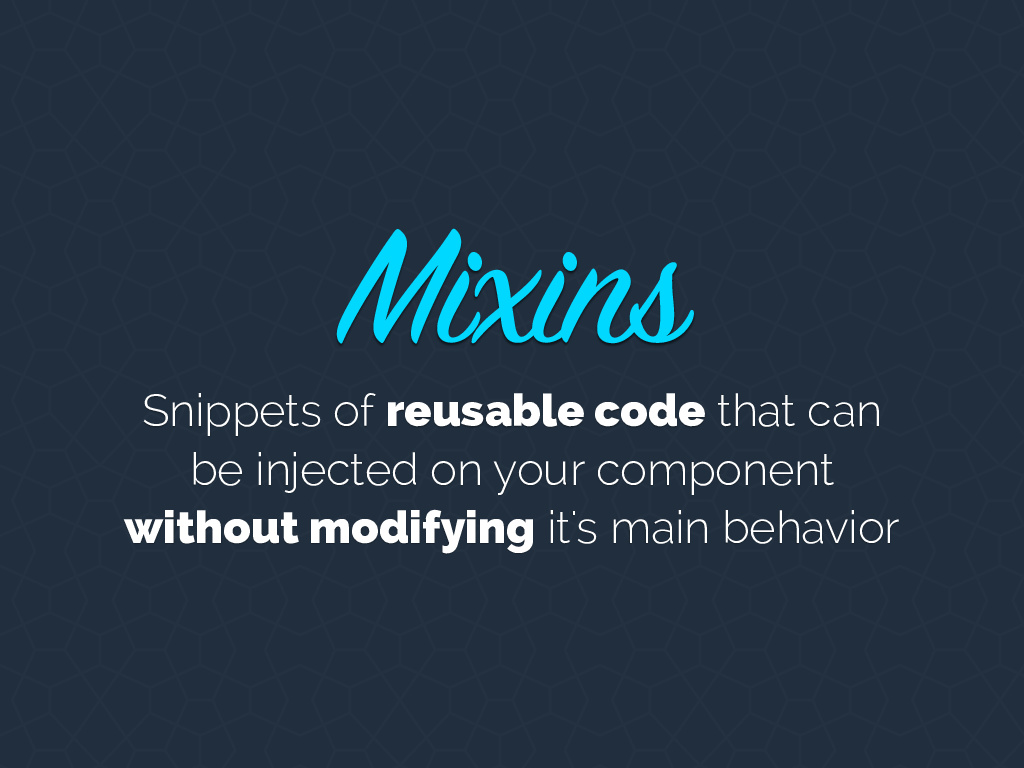 Mixins
Snippets of reusable code that can
be injected on your component
without modifying it's main behavior